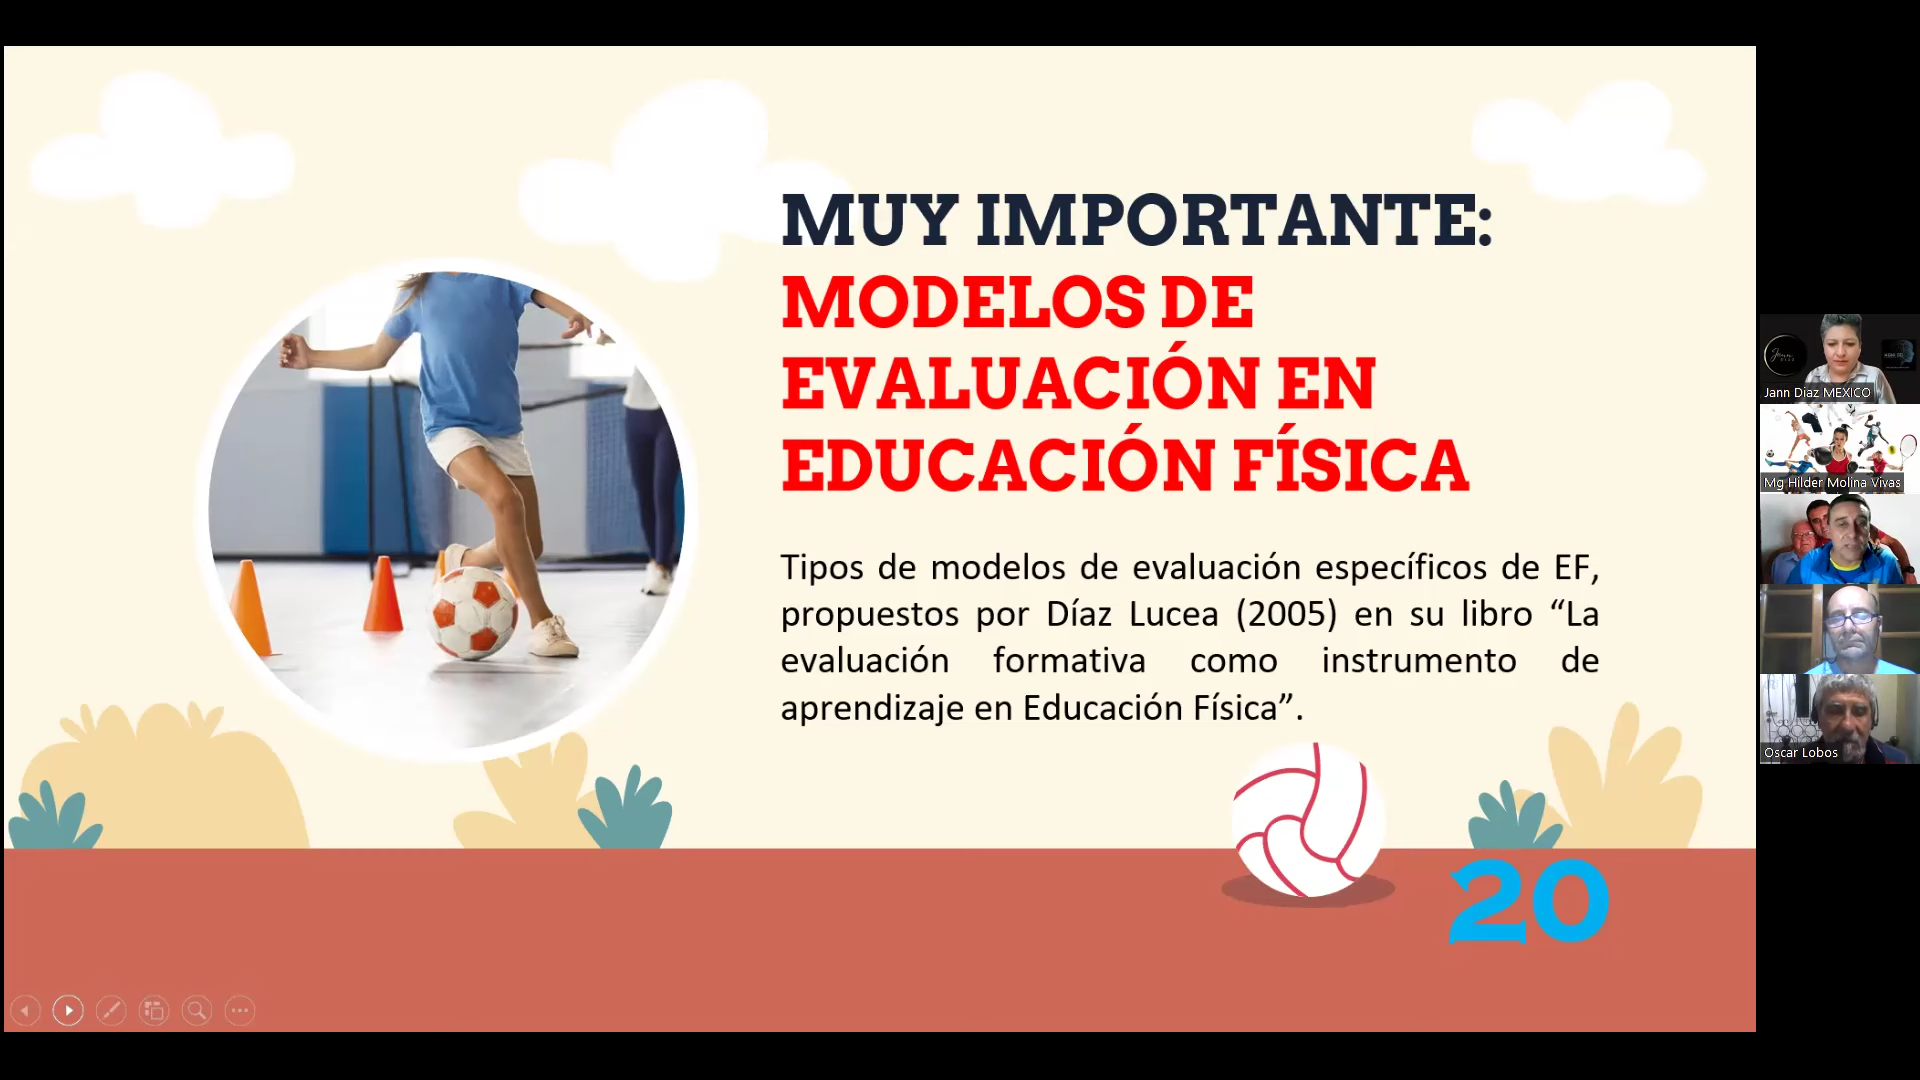 MUY IMPORTANTE:
MODELOS DE
EVALUACIÓN EN
EDUCACIÓN FÍSICA
Tipos de modelos de evaluación específicos de EF,
propuestos por Díaz Lucea (2005) en su libro “La
evaluación formativa como instrumento de
aprendizaje en Educación Física”.
20
Jann Diaz MEXICO
Mg Hilder Molina Vivas
Oscar Lobos